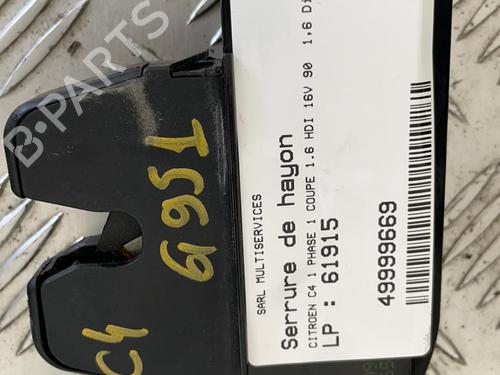 SARL MULTISERVICES
Serrure de hayon
CITROEN C4 1 PHASE 1 COUPE 1.6 HDI 16V 90 1,6 Di
LP : 61915
49999669
C4
B-PARTS